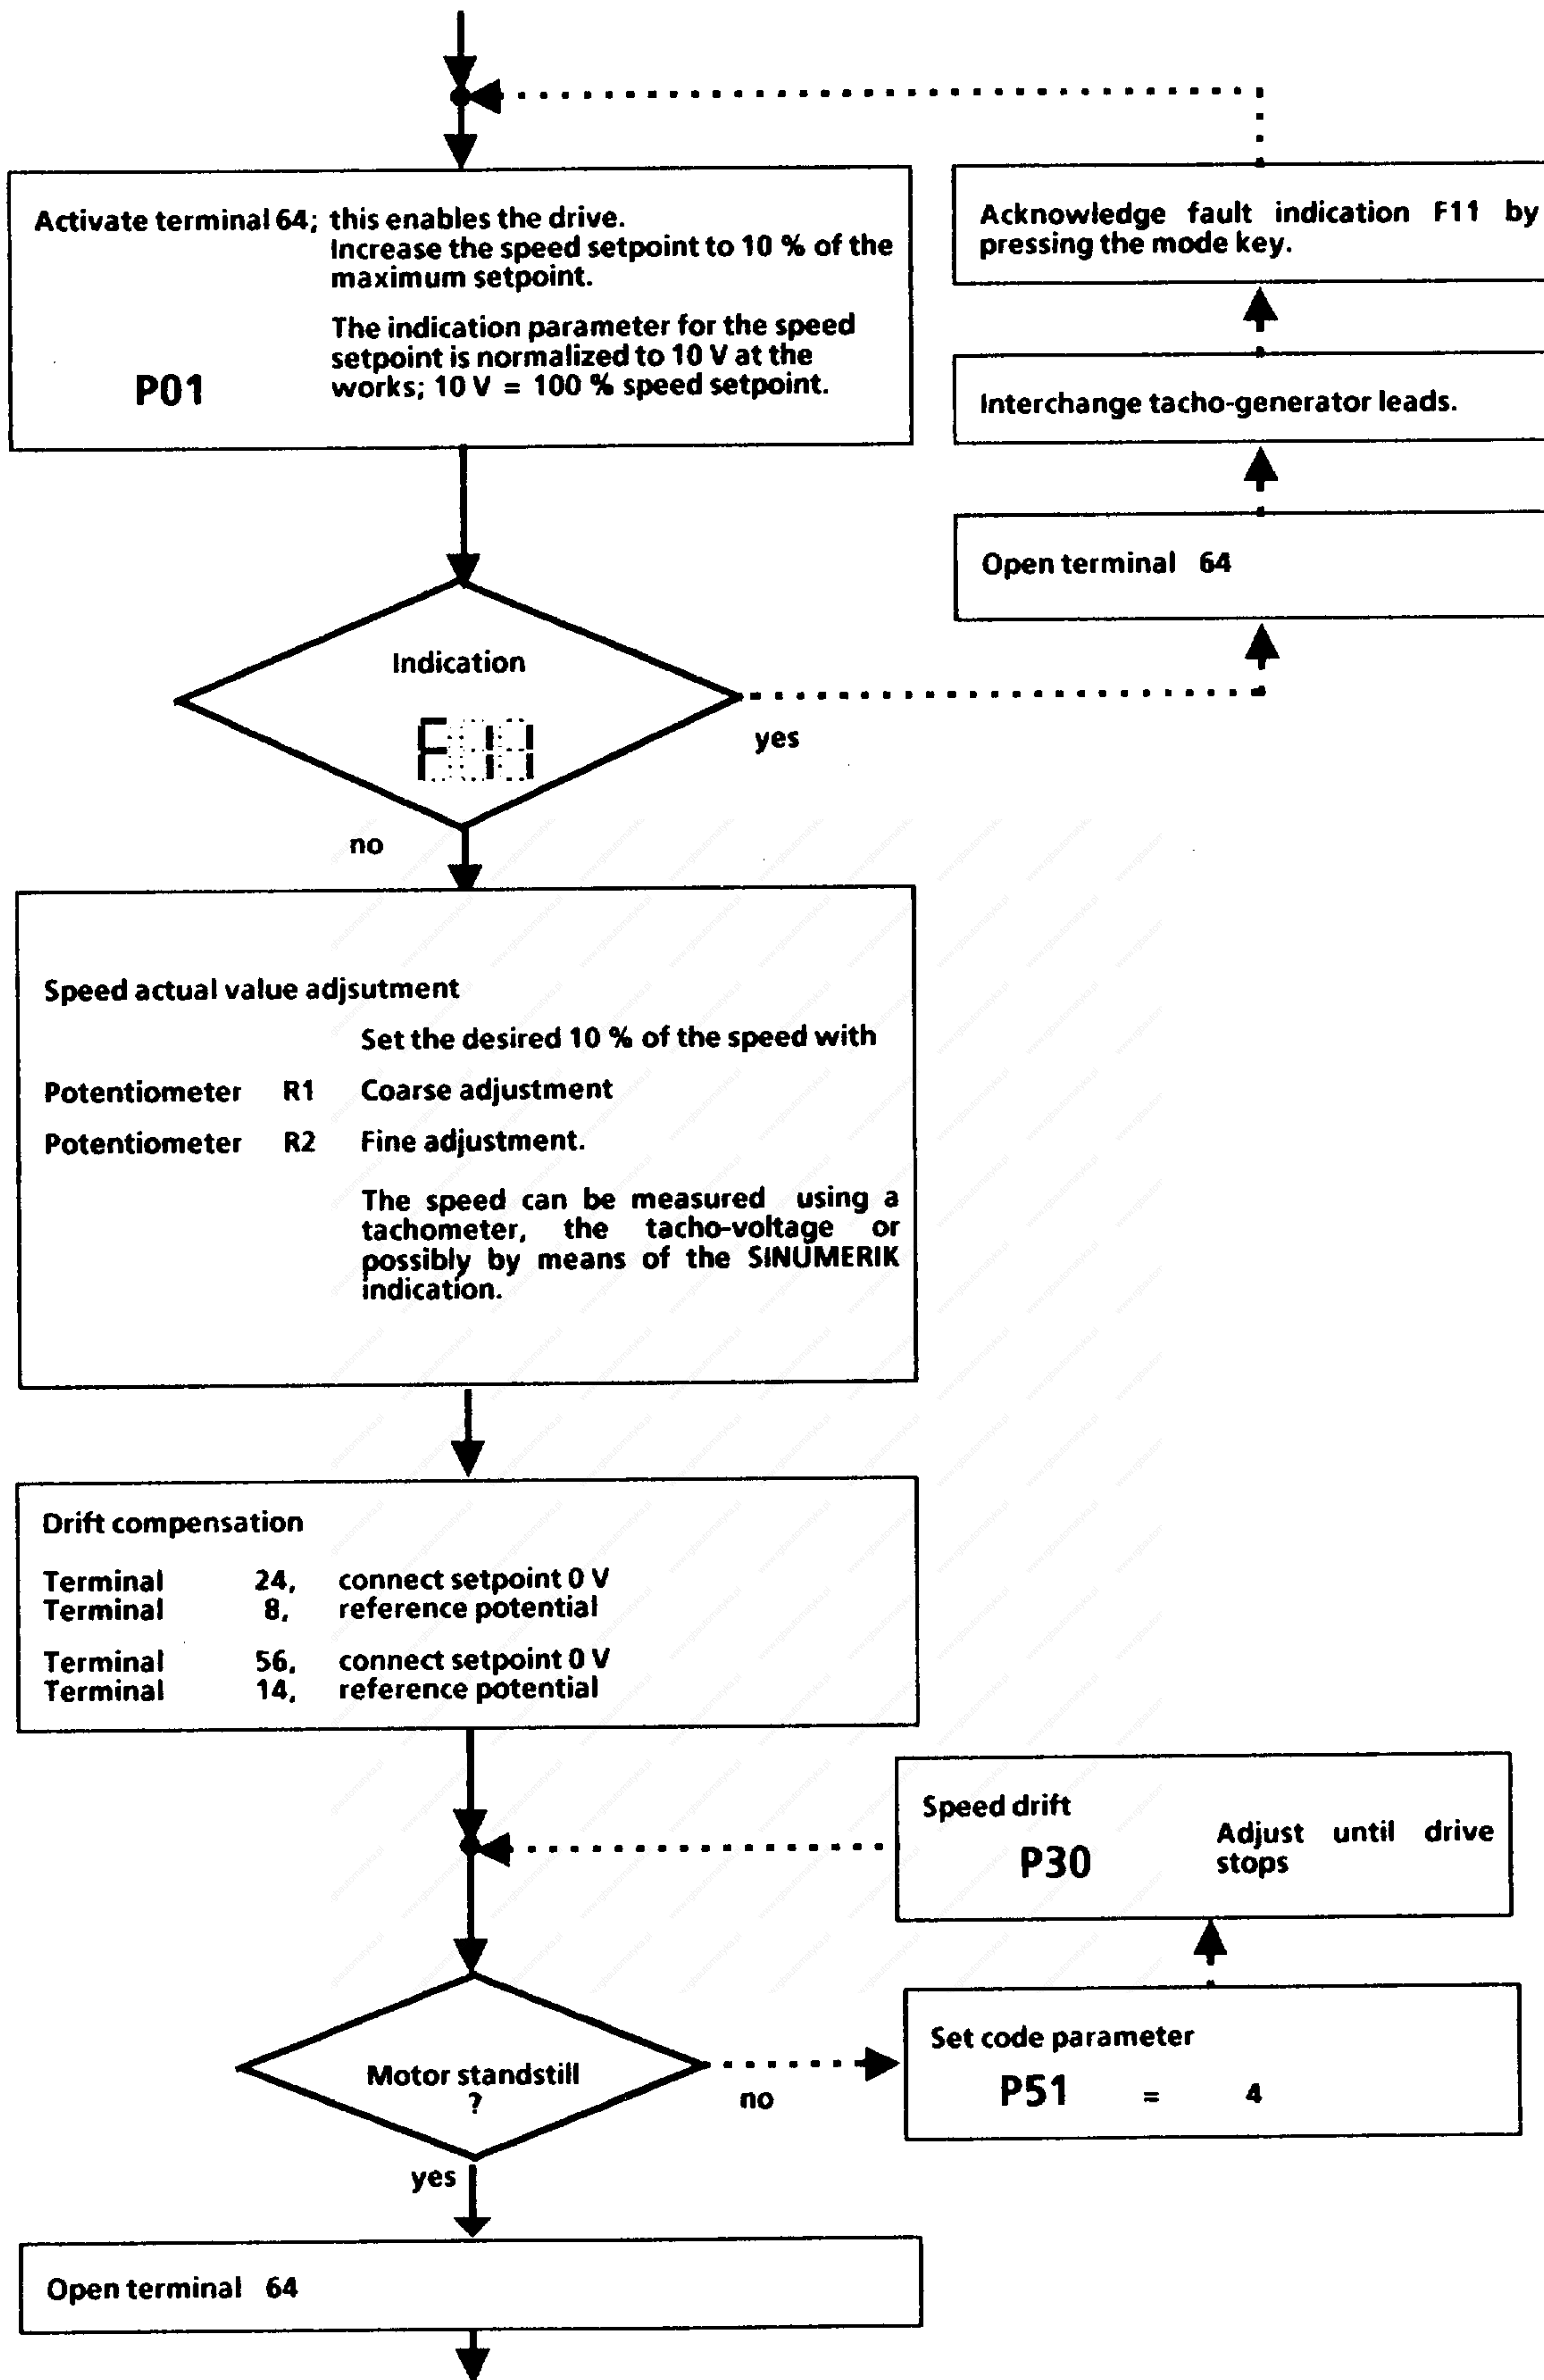 Activate terminal 64; this enables the drive.
Increase the speed setpoint to 10 % of the
maximum setpoint.
The indication parameter for the speed
setpoint is normalized to 10 V at the
P01 works; 10 V = 100 % speed setpoint.
Acknowledge fault indication F11 by
pressing the mode key.
Interchange tacho-generator leads.
Open terminal 64
Indication
F11
yes
no
Speed actual value adjsutment
Set the desired 10 % of the speed with
Potentiometer R1 Coarse adjustment
Potentiometer R2 Fine adjustment.
The speed can be measured using a
tachometer, the tacho-voltage or
possibly by means of the SINUMERIK
indication.
Drift compensation
Terminal 24, connect setpoint 0 V
Terminal 8, reference potential
Terminal 56, connect setpoint 0 V
Terminal 14, reference potential
Speed drift
P30 Adjust until drive
stops
Set code parameter
P51 = 4
Motor standstill
?
no
yes
Open terminal 64